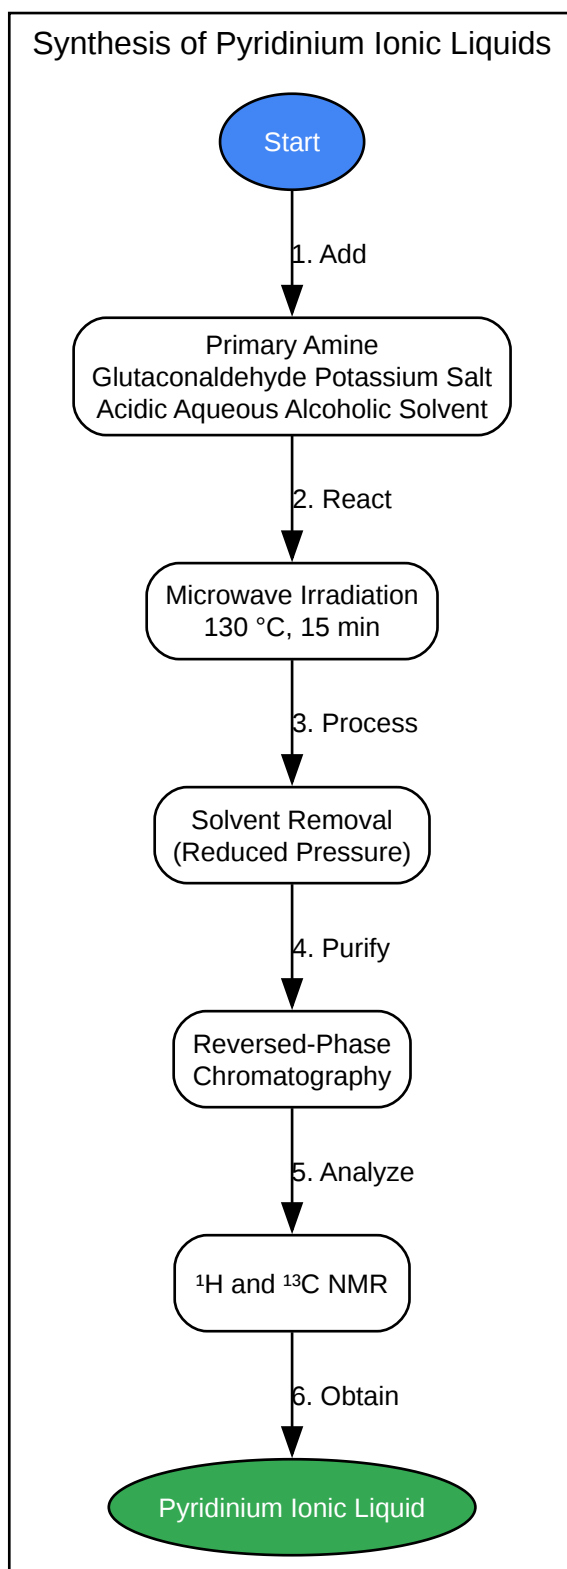 Synthesis of Pyridinium Ionic Liquids
Start
1. Add
Primary Amine
Glutaconaldehyde Potassium Salt
Acidic Aqueous Alcoholic Solvent
2. React
Microwave Irradiation
130 °C, 15 min
3. Process
Solvent Removal
(Reduced Pressure)
4. Purify
Reversed-Phase
Chromatography
5. Analyze
¹H and ¹³C NMR
6. Obtain
Pyridinium Ionic Liquid